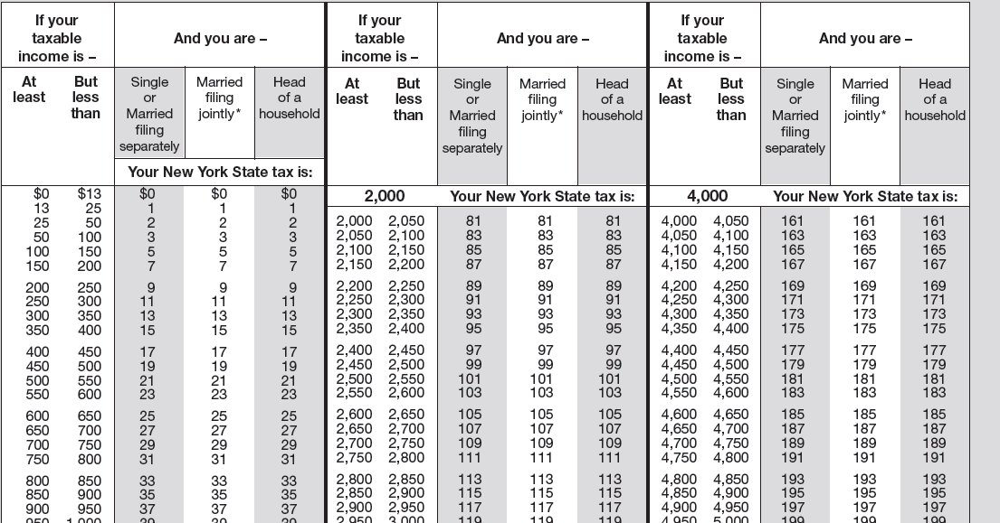 If your
taxable
income is –
And you are –
At
least
But
less
than
Single
or
Married
filing
separately
Married
filing
jointly*
Head
of a
household
Your New York State tax is:
$0 $13 $0 $0 $0
13 25 1 1 1
25 50 2 2 2
50 100 3 3 3
100 150 5 5 5
150 200 7 7 7
200 250 9 9 9
250 300 11 11 11
300 350 13 13 13
350 400 15 15 15
400 450 17 17 17
450 500 19 19 19
500 550 21 21 21
550 600 23 23 23
600 650 25 25 25
650 700 27 27 27
700 750 29 29 29
750 800 31 31 31
800 850 33 33 33
850 900 35 35 35
900 950 37 37 37
If your
taxable
income is –
And you are –
At
least
But
less
than
Single
or
Married
filing
separately
Married
filing
jointly*
Head
of a
household
2,000 Your New York State tax is:
2,000 2,050 81 81 81
2,050 2,100 83 83 83
2,100 2,150 85 85 85
2,150 2,200 87 87 87
2,200 2,250 89 89 89
2,250 2,300 91 91 91
2,300 2,350 93 93 93
2,350 2,400 95 95 95
2,400 2,450 97 97 97
2,450 2,500 99 99 99
2,500 2,550 101 101 101
2,550 2,600 103 103 103
2,600 2,650 105 105 105
2,650 2,700 107 107 107
2,700 2,750 109 109 109
2,750 2,800 111 111 111
2,800 2,850 113 113 113
2,850 2,900 115 115 115
2,900 2,950 117 117 117
If your
taxable
income is –
And you are –
At
least
But
less
than
Single
or
Married
filing
separately
Married
filing
jointly*
Head
of a
household
4,000 Your New York State tax is:
4,000 4,050 161 161 161
4,050 4,100 163 163 163
4,100 4,150 165 165 165
4,150 4,200 167 167 167
4,200 4,250 169 169 169
4,250 4,300 171 171 171
4,300 4,350 173 173 173
4,350 4,400 175 175 175
4,400 4,450 177 177 177
4,450 4,500 179 179 179
4,500 4,550 181 181 181
4,550 4,600 183 183 183
4,600 4,650 185 185 185
4,650 4,700 187 187 187
4,700 4,750 189 189 189
4,750 4,800 191 191 191
4,800 4,850 193 193 193
4,850 4,900 195 195 195
4,900 4,950 197 197 197